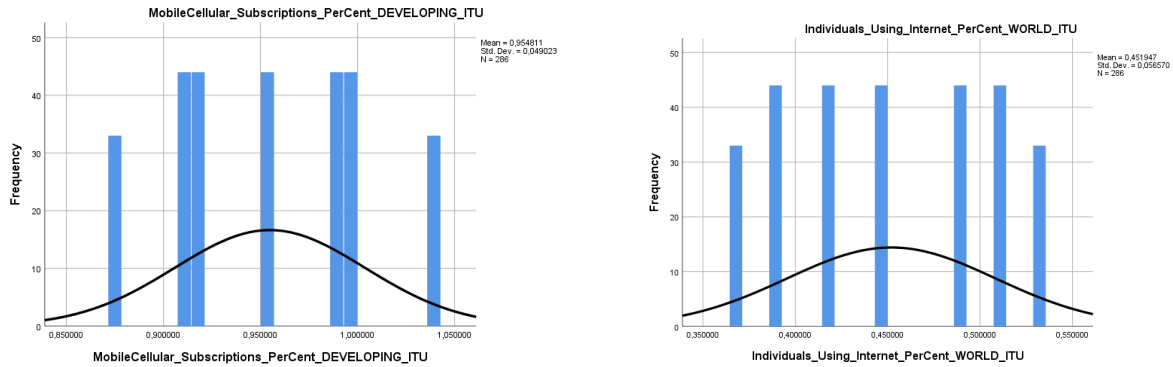 MobileCellular_Subscriptions_PerCent_DEVELOPING_ITU
Mean = 0,954811
Std. Dev. = 0,049023
N = 286
50
40
30
20
10
0
Frequency
0,850000 0,900000 0,950000 1,000000 1,050000
MobileCellular_Subscriptions_PerCent_DEVELOPING_ITU
Individuals_Using_Internet_PerCent_WORLD_ITU
Mean = 0,451947
Std. Dev. = 0,056570
N = 286
50
40
30
20
10
0
Frequency
0,350000 0,400000 0,450000 0,500000 0,550000
Individuals_Using_Internet_PerCent_WORLD_ITU